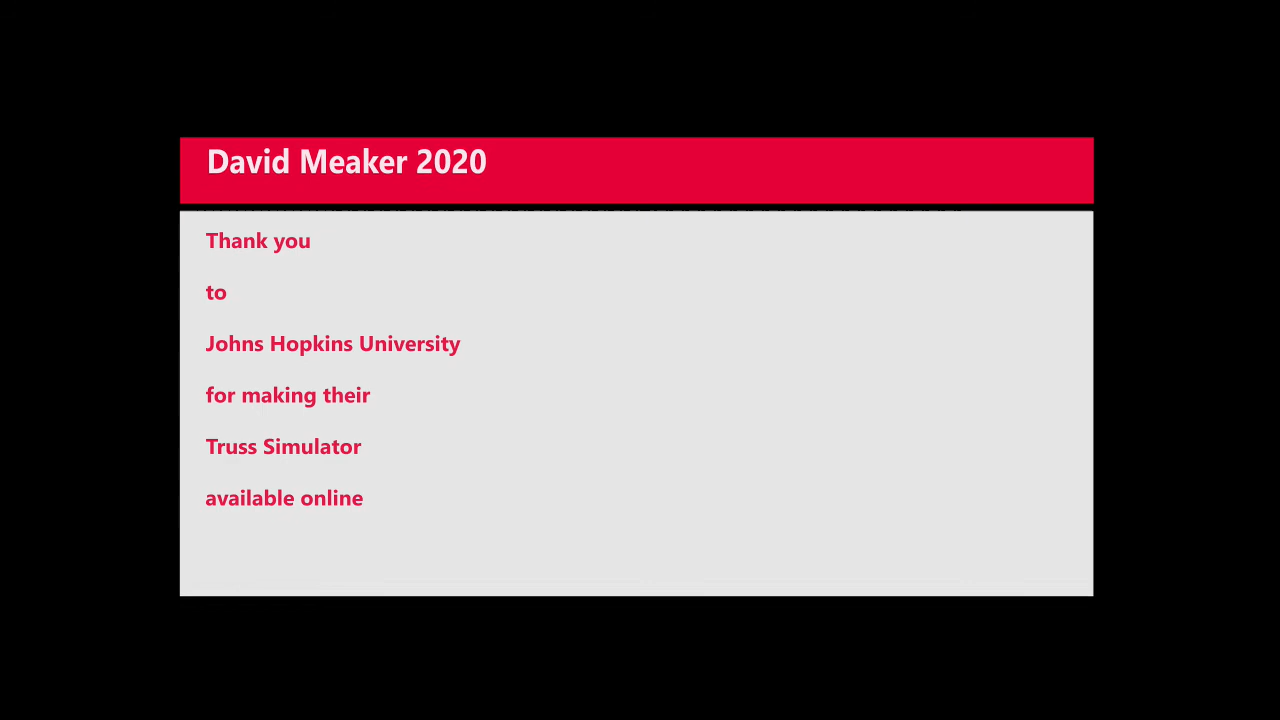 David Meaker 2020
Thank you
to
Johns Hopkins University
for making their
Truss Simulator
available online